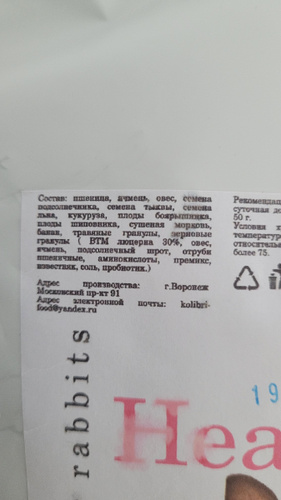 Состав: пшеница, ячмень, овес, семена
подсолнечника, семена тыквы, семена
льва, кукуруза, плоды боярышника,
плоды шиповника, сушеная морковь,
банан, травяные гранулы, зерновые
гранулы ( ВТМ люцерна 30%, овес,
ячмень, подсолнечный шрот, отруби
пшеничные, аминокислоты, премикс,
известняк, соль, пробиотик.)
Адрес производства: г.Воронеж
Московский пр-кт 91
Адрес электронной почты: kolibri-
food@yandex.ru
Рекомендац
суточная до
50 г.
Условия х
температур
относительн
более 75.
rabbits
19
Hea